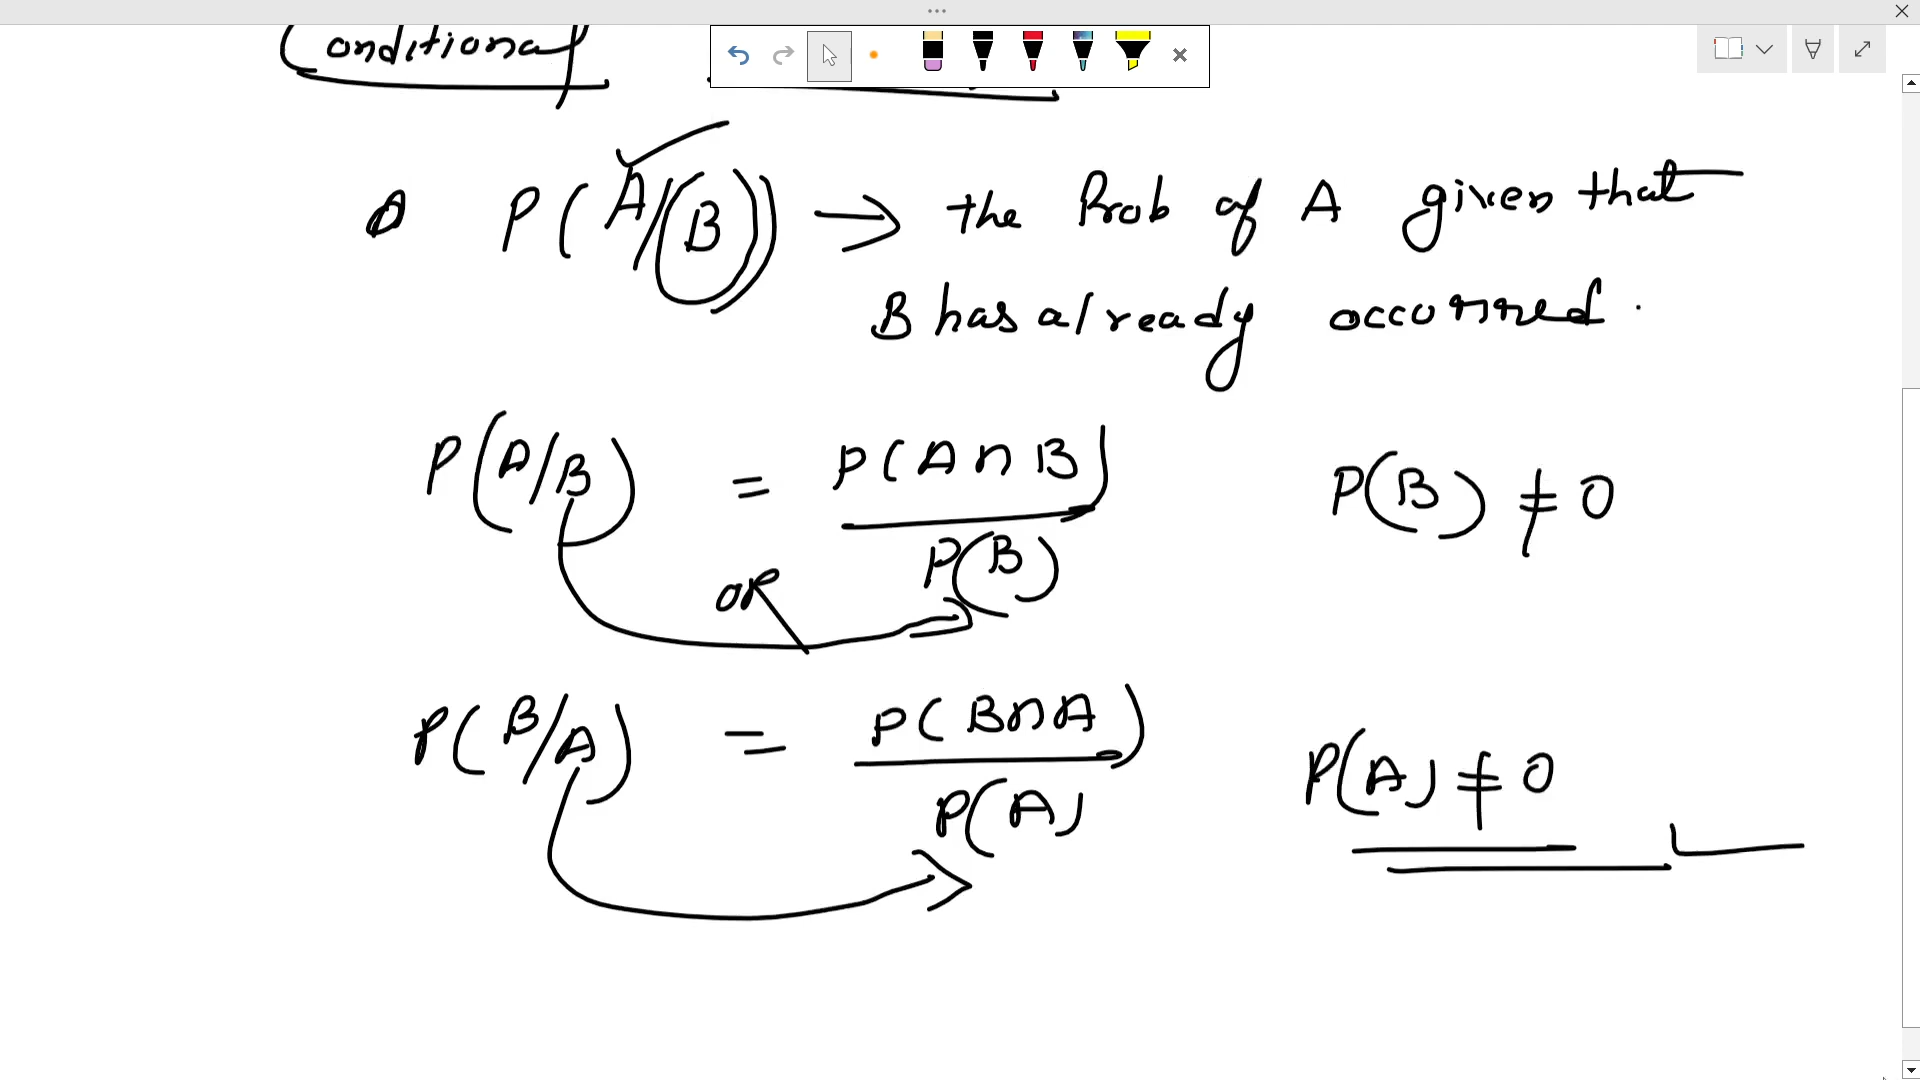 Conditional
P(A/(B)) → the Prob of A given that
B has already occurred.
P(A/B) = P(A∩B) / P(B) P(B) ≠ 0
or
P(B/A) = P(B∩A) / P(A) P(A) ≠ 0